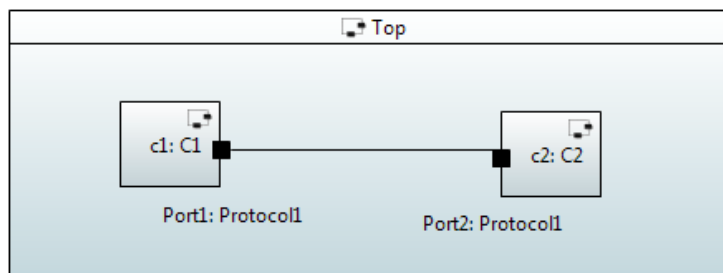 Top
c1: C1
c2: C2
Port1: Protocol1
Port2: Protocol1